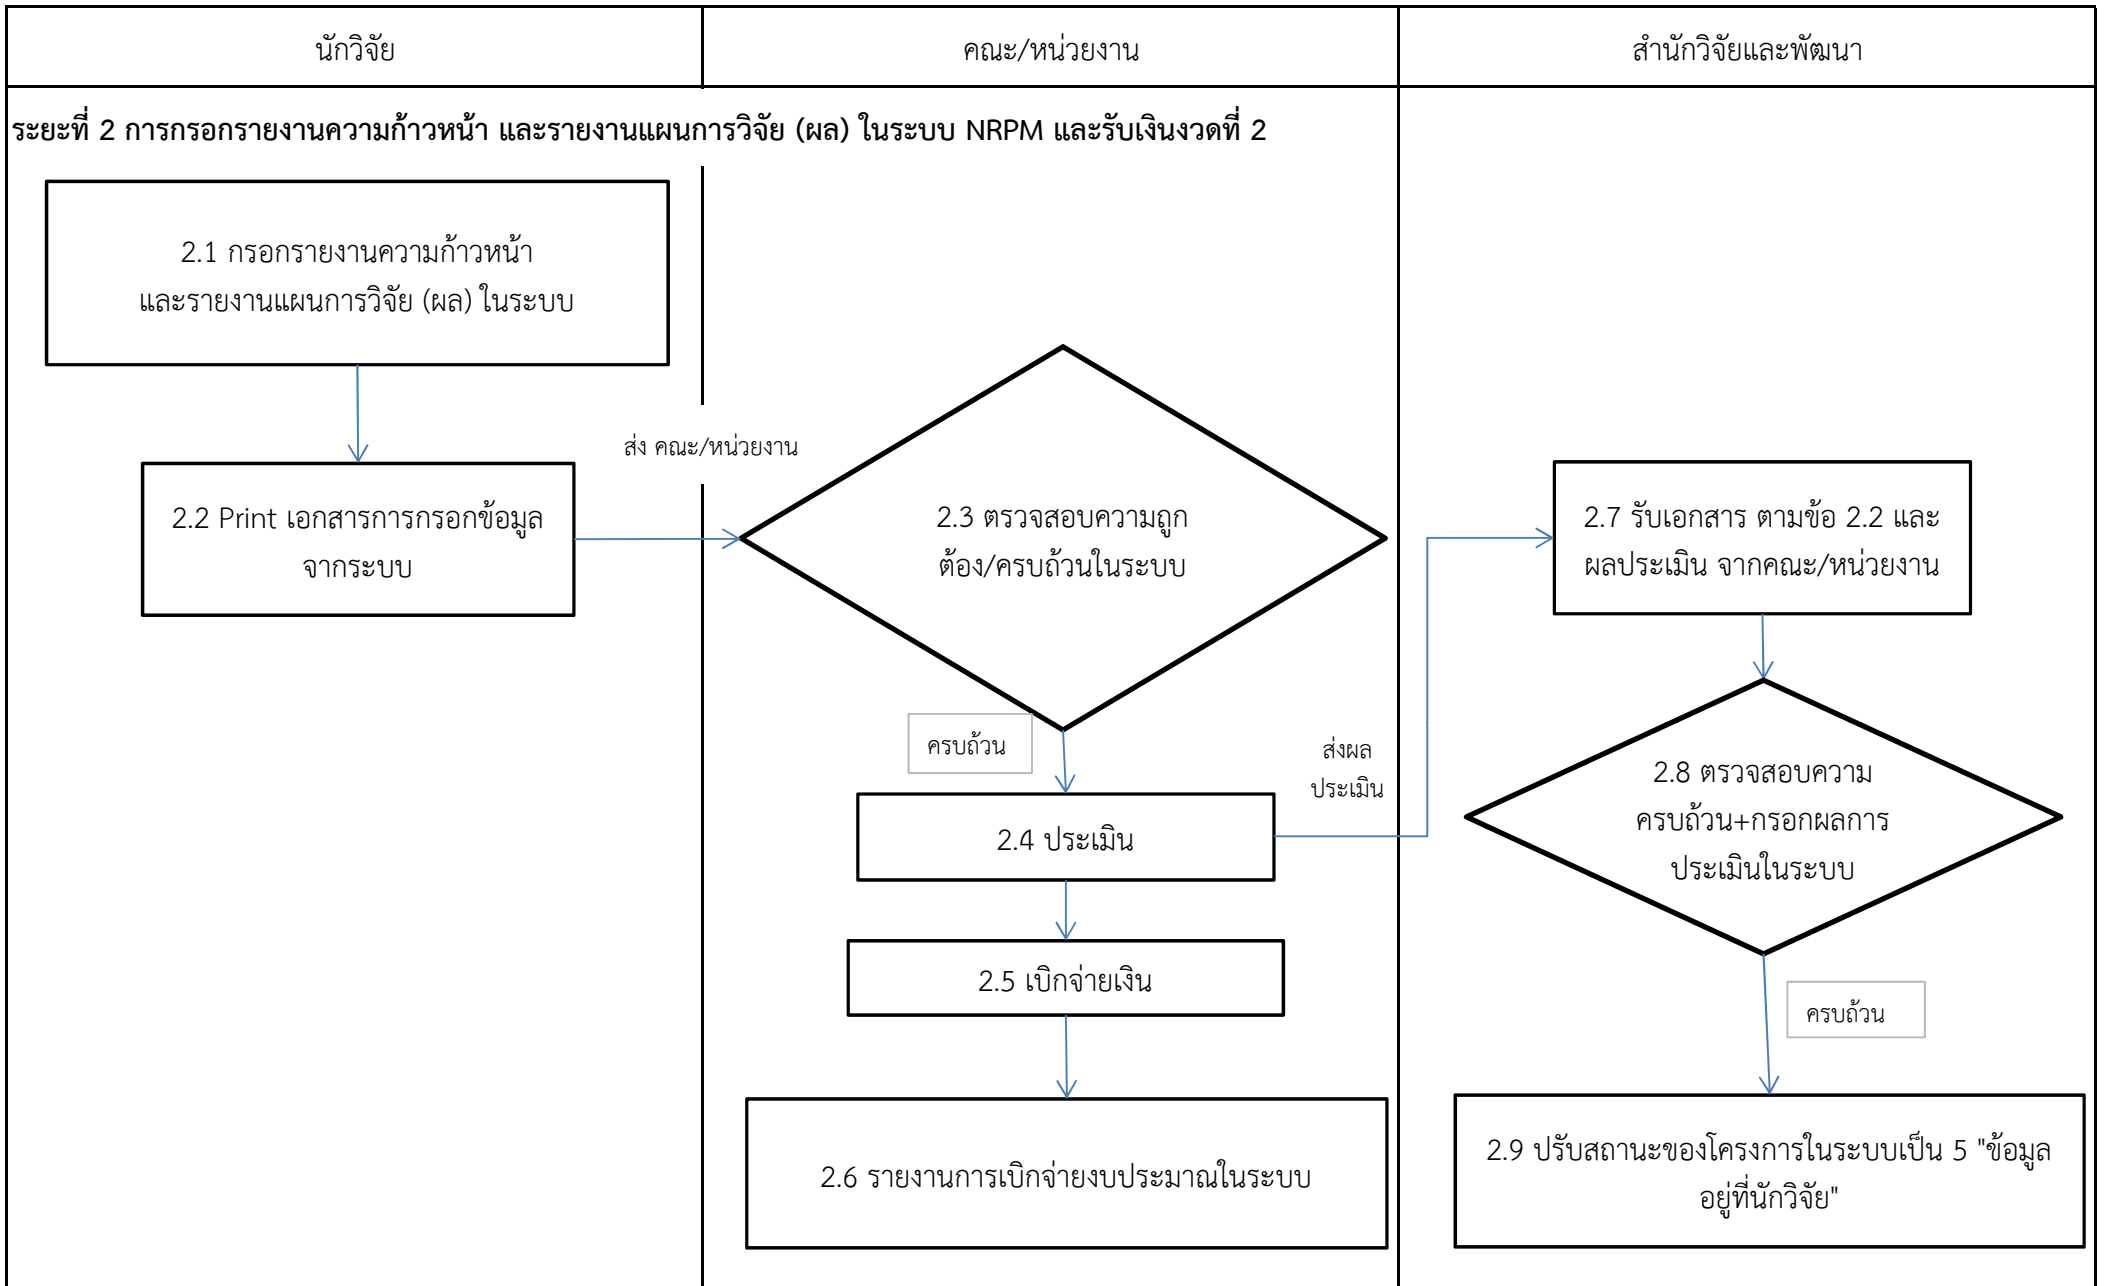 นักวิจัย
คณะ/หน่วยงาน
สำนักวิจัยและพัฒนา
ระยะที่ 2 การกรอกรายงานความก้าวหน้า และรายงานแผนการวิจัย (ผล) ในระบบ NRPM และรับเงินงวดที่ 2
2.1 กรอกรายงานความก้าวหน้า
และรายงานแผนการวิจัย (ผล) ในระบบ
2.2 Print เอกสารการกรอกข้อมูล
จากระบบ
ส่ง คณะ/หน่วยงาน
2.3 ตรวจสอบความถูก
ต้อง/ครบถ้วนในระบบ
ครบถ้วน
2.4 ประเมิน
ส่งผล
ประเมิน
2.5 เบิกจ่ายเงิน
2.6 รายงานการเบิกจ่ายงบประมาณในระบบ
2.7 รับเอกสาร ตามข้อ 2.2 และ
ผลประเมิน จากคณะ/หน่วยงาน
2.8 ตรวจสอบความ
ครบถ้วน+กรอกผลการ
ประเมินในระบบ
ครบถ้วน
2.9 ปรับสถานะของโครงการในระบบเป็น 5 "ข้อมูล
อยู่ที่นักวิจัย"